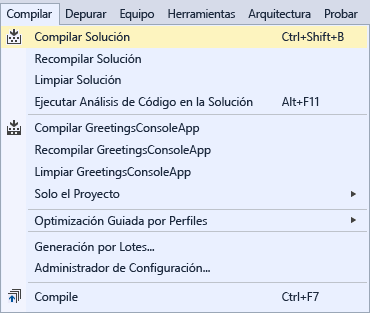 Compilar Depurar Equipo Herramientas Arquitectura Probar
Compilar Solución Ctrl+Shift+B
Recompilar Solución
Limpiar Solución
Ejecutar Análisis de Código en la Solución Alt+F11
Compilar GreetingsConsoleApp
Recompilar GreetingsConsoleApp
Limpiar GreetingsConsoleApp
Solo el Proyecto
Optimización Guiada por Perfiles
Generación por Lotes...
Administrador de Configuración...
Compile Ctrl+F7